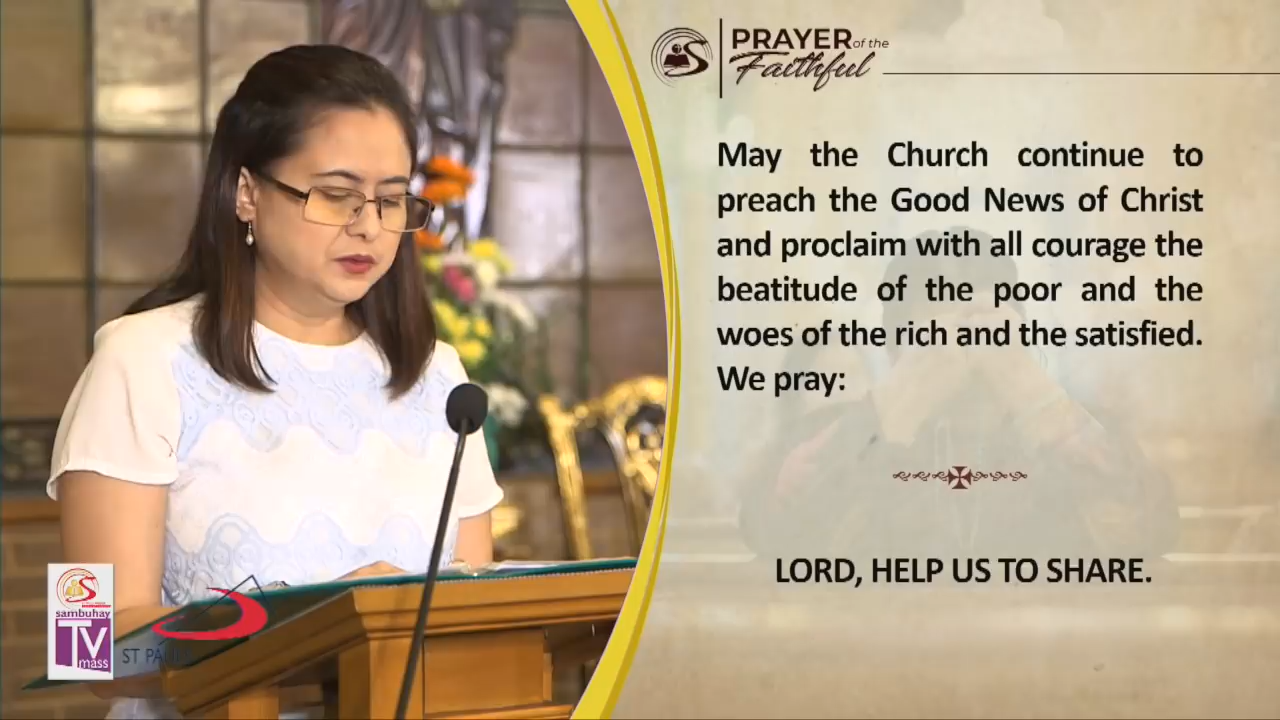 PRAYER of the
Faithful
May the Church continue to
preach the Good News of Christ
and proclaim with all courage the
beatitude of the poor and the
woes of the rich and the satisfied.
We pray:
LORD, HELP US TO SHARE.
sambuhay
TV
mass